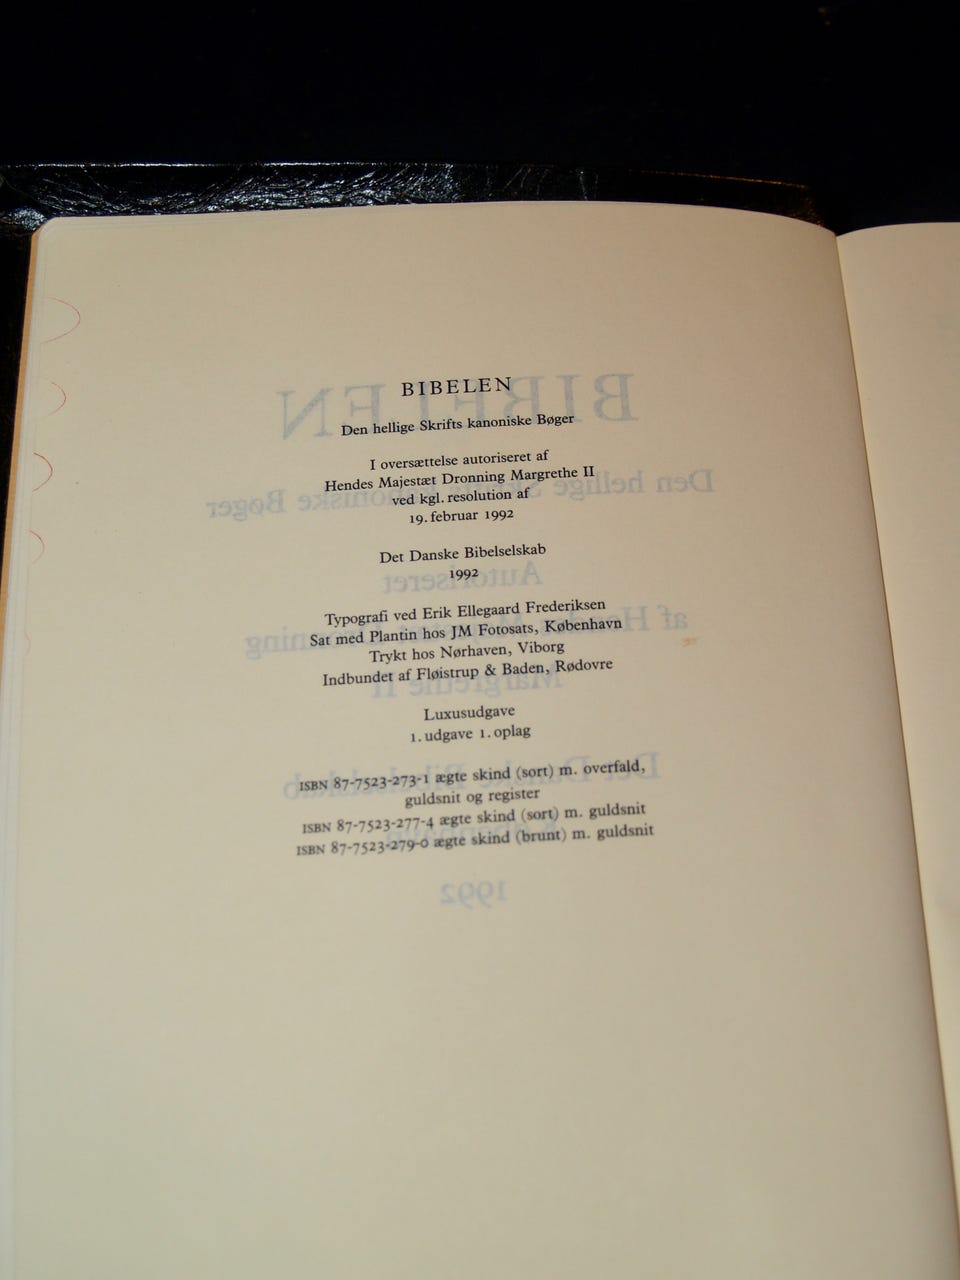 BIBELEN
Den hellige Skrifts kanoniske Bøger
I oversættelse autoriseret af
Hendes Majestæt Dronning Margrethe II
ved kgl. resolution af
19. februar 1992
Det Danske Bibelselskab
1992
Typografi ved Erik Ellegaard Frederiksen
Sat med Plantin hos JM Fotosats, København
Trykt hos Nørhaven, Viborg
Indbundet af Fløistrup & Baden, Rødovre
Luxusudgave
1. udgave 1. oplag
ISBN 87-7523-273-1 ægte skind (sort) m. overfald,
guldsnit og register
ISBN 87-7523-277-4 ægte skind (sort) m. guldsnit
ISBN 87-7523-279-0 ægte skind (brunt) m. guldsnit